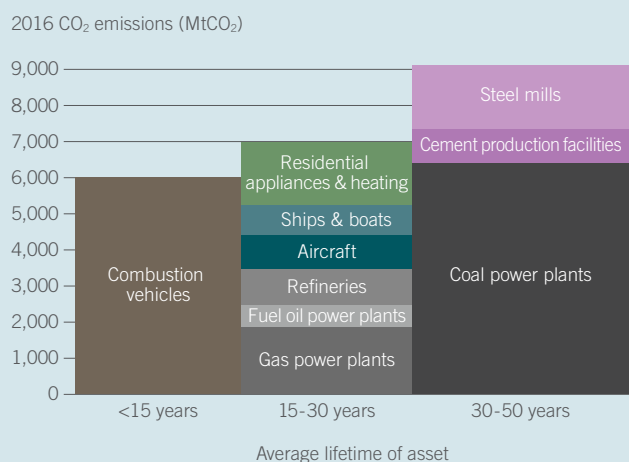 2016 CO₂ emissions (MtCO₂)
9,000
8,000
7,000
6,000
5,000
4,000
3,000
2,000
1,000
0
Combustion
vehicles
Residential
appliances & heating
Ships & boats
Aircraft
Refineries
Fuel oil power plants
Gas power plants
Steel mills
Cement production facilities
Coal power plants
<15 years
15-30 years
30-50 years
Average lifetime of asset